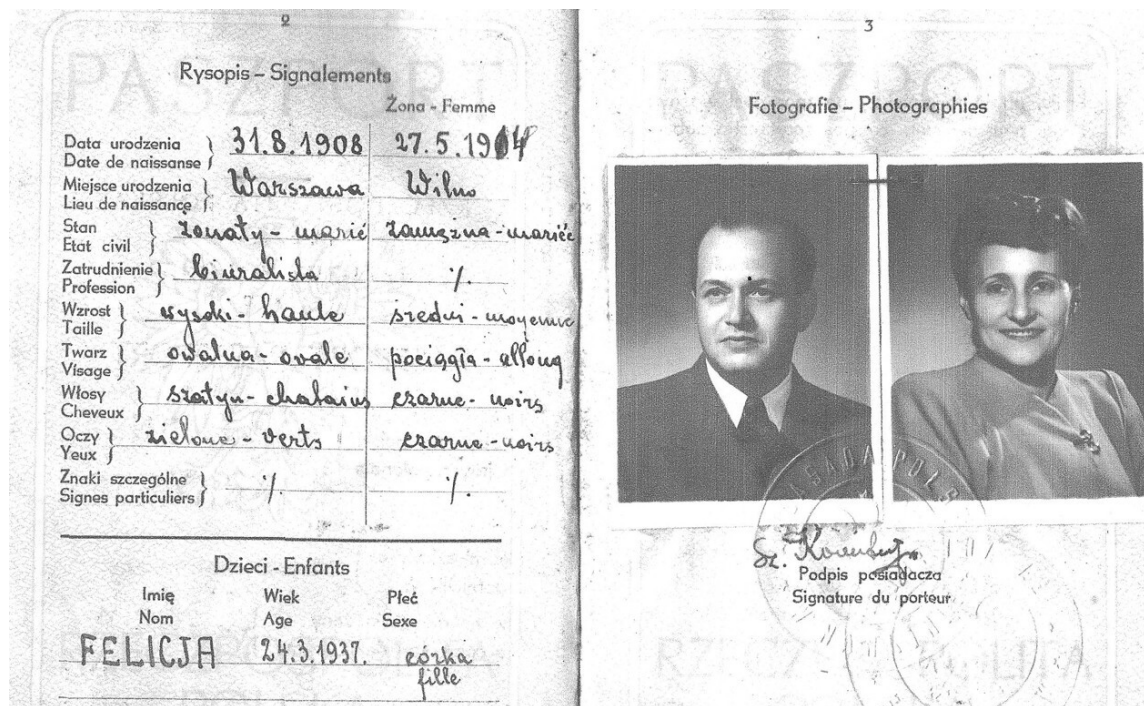 2
Rysopis – Signalements
Żona - Femme
Data urodzenia
Date de naissanse
31.8.1908
27.5.1914
Miejsce urodzenia
Lieu de naissance
Warszawa
Wilno
Stan
Etat civil
żonaty - marié
zamężna - mariée
Zatrudnienie
Profession
biuralista
%
Wzrost
Taille
wysoki - haute
średni - moyenne
Twarz
Visage
owalna - ovale
pociągła - allong
Włosy
Cheveux
szatyn - chatains
czarne - noirs
Oczy
Yeux
zielone - verts
czarne - noirs
Znaki szczególne
Signes particuliers
%
%
Dzieci - Enfants
Imię Wiek Płeć
Nom Age Sexe
FELICJA 24.3.1937. córka
fille
3
Fotografie – Photographies
Podpis posiadacza
Signature du porteur
PASZPORT
PASZPORT